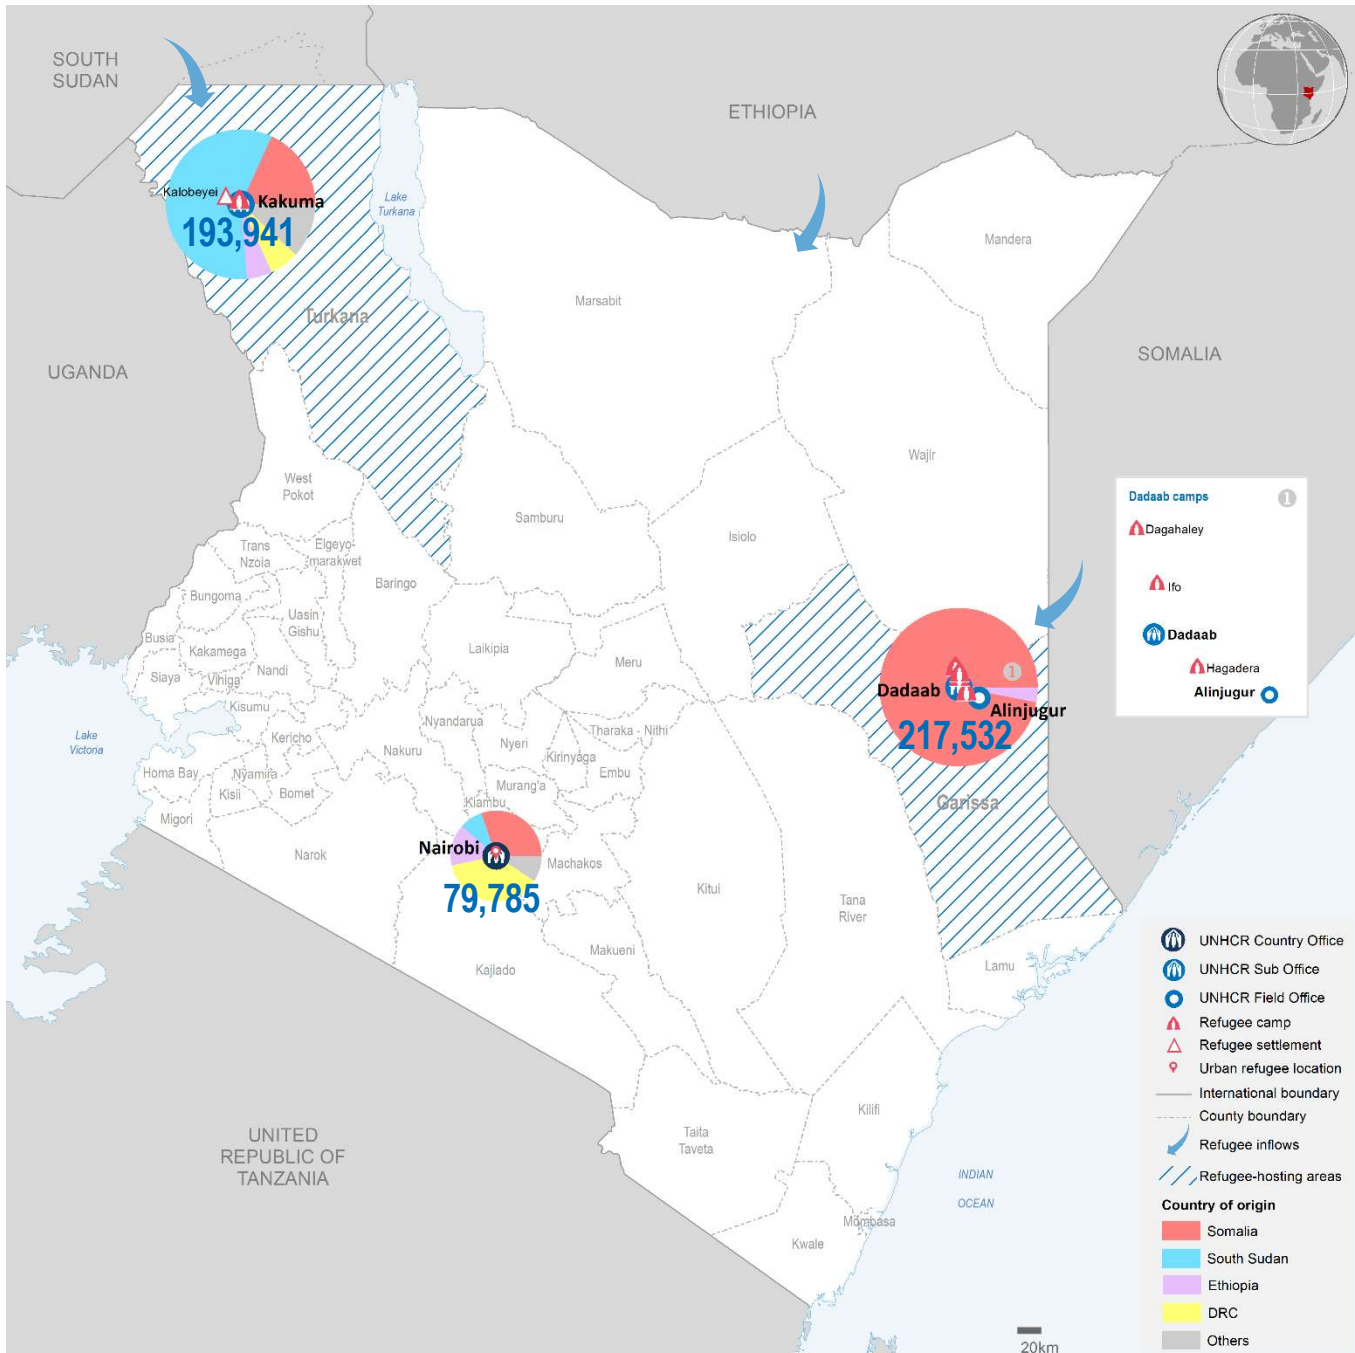 SOUTH
SUDAN
ETHIOPIA
Kalobeyei
Kakuma
193,941
Lake
Turkana
Mandera
Marsabit
Turkana
SOMALIA
UGANDA
Wajir
West
Pokot
Samburu
Isiolo
Trans
Nzoia
Elgeyo-
marakwet
Baringo
Bungoma
Uasin
Gishu
Busia
Kakamega
Laikipia
Meru
Nandi
Siaya
Vihiga
Kisumu
Dadaab camps
1
Dagahaley
Ifo
Dadaab
Hagadera
Alinjugur
1
Dadaab
Alinjugur
217,532
Lake
Victoria
Kericho
Nyandarua
Nakuru
Nyeri
Tharaka - Nithi
Kirinyaga
Embu
Homa Bay
Nyamira
Kisii
Bomet
Murang'a
Kiambu
Migori
Garissa
Narok
Nairobi
79,785
Machakos
Kitui
Tana
River
Makueni
Kajiado
Lamu
Kilifi
Taita
Taveta
UNITED
REPUBLIC OF
TANZANIA
INDIAN
OCEAN
Mombasa
Kwale
UNHCR Country Office
UNHCR Sub Office
UNHCR Field Office
Refugee camp
Refugee settlement
Urban refugee location
International boundary
County boundary
Refugee inflows
Refugee-hosting areas
Country of origin
Somalia
South Sudan
Ethiopia
DRC
Others
20km